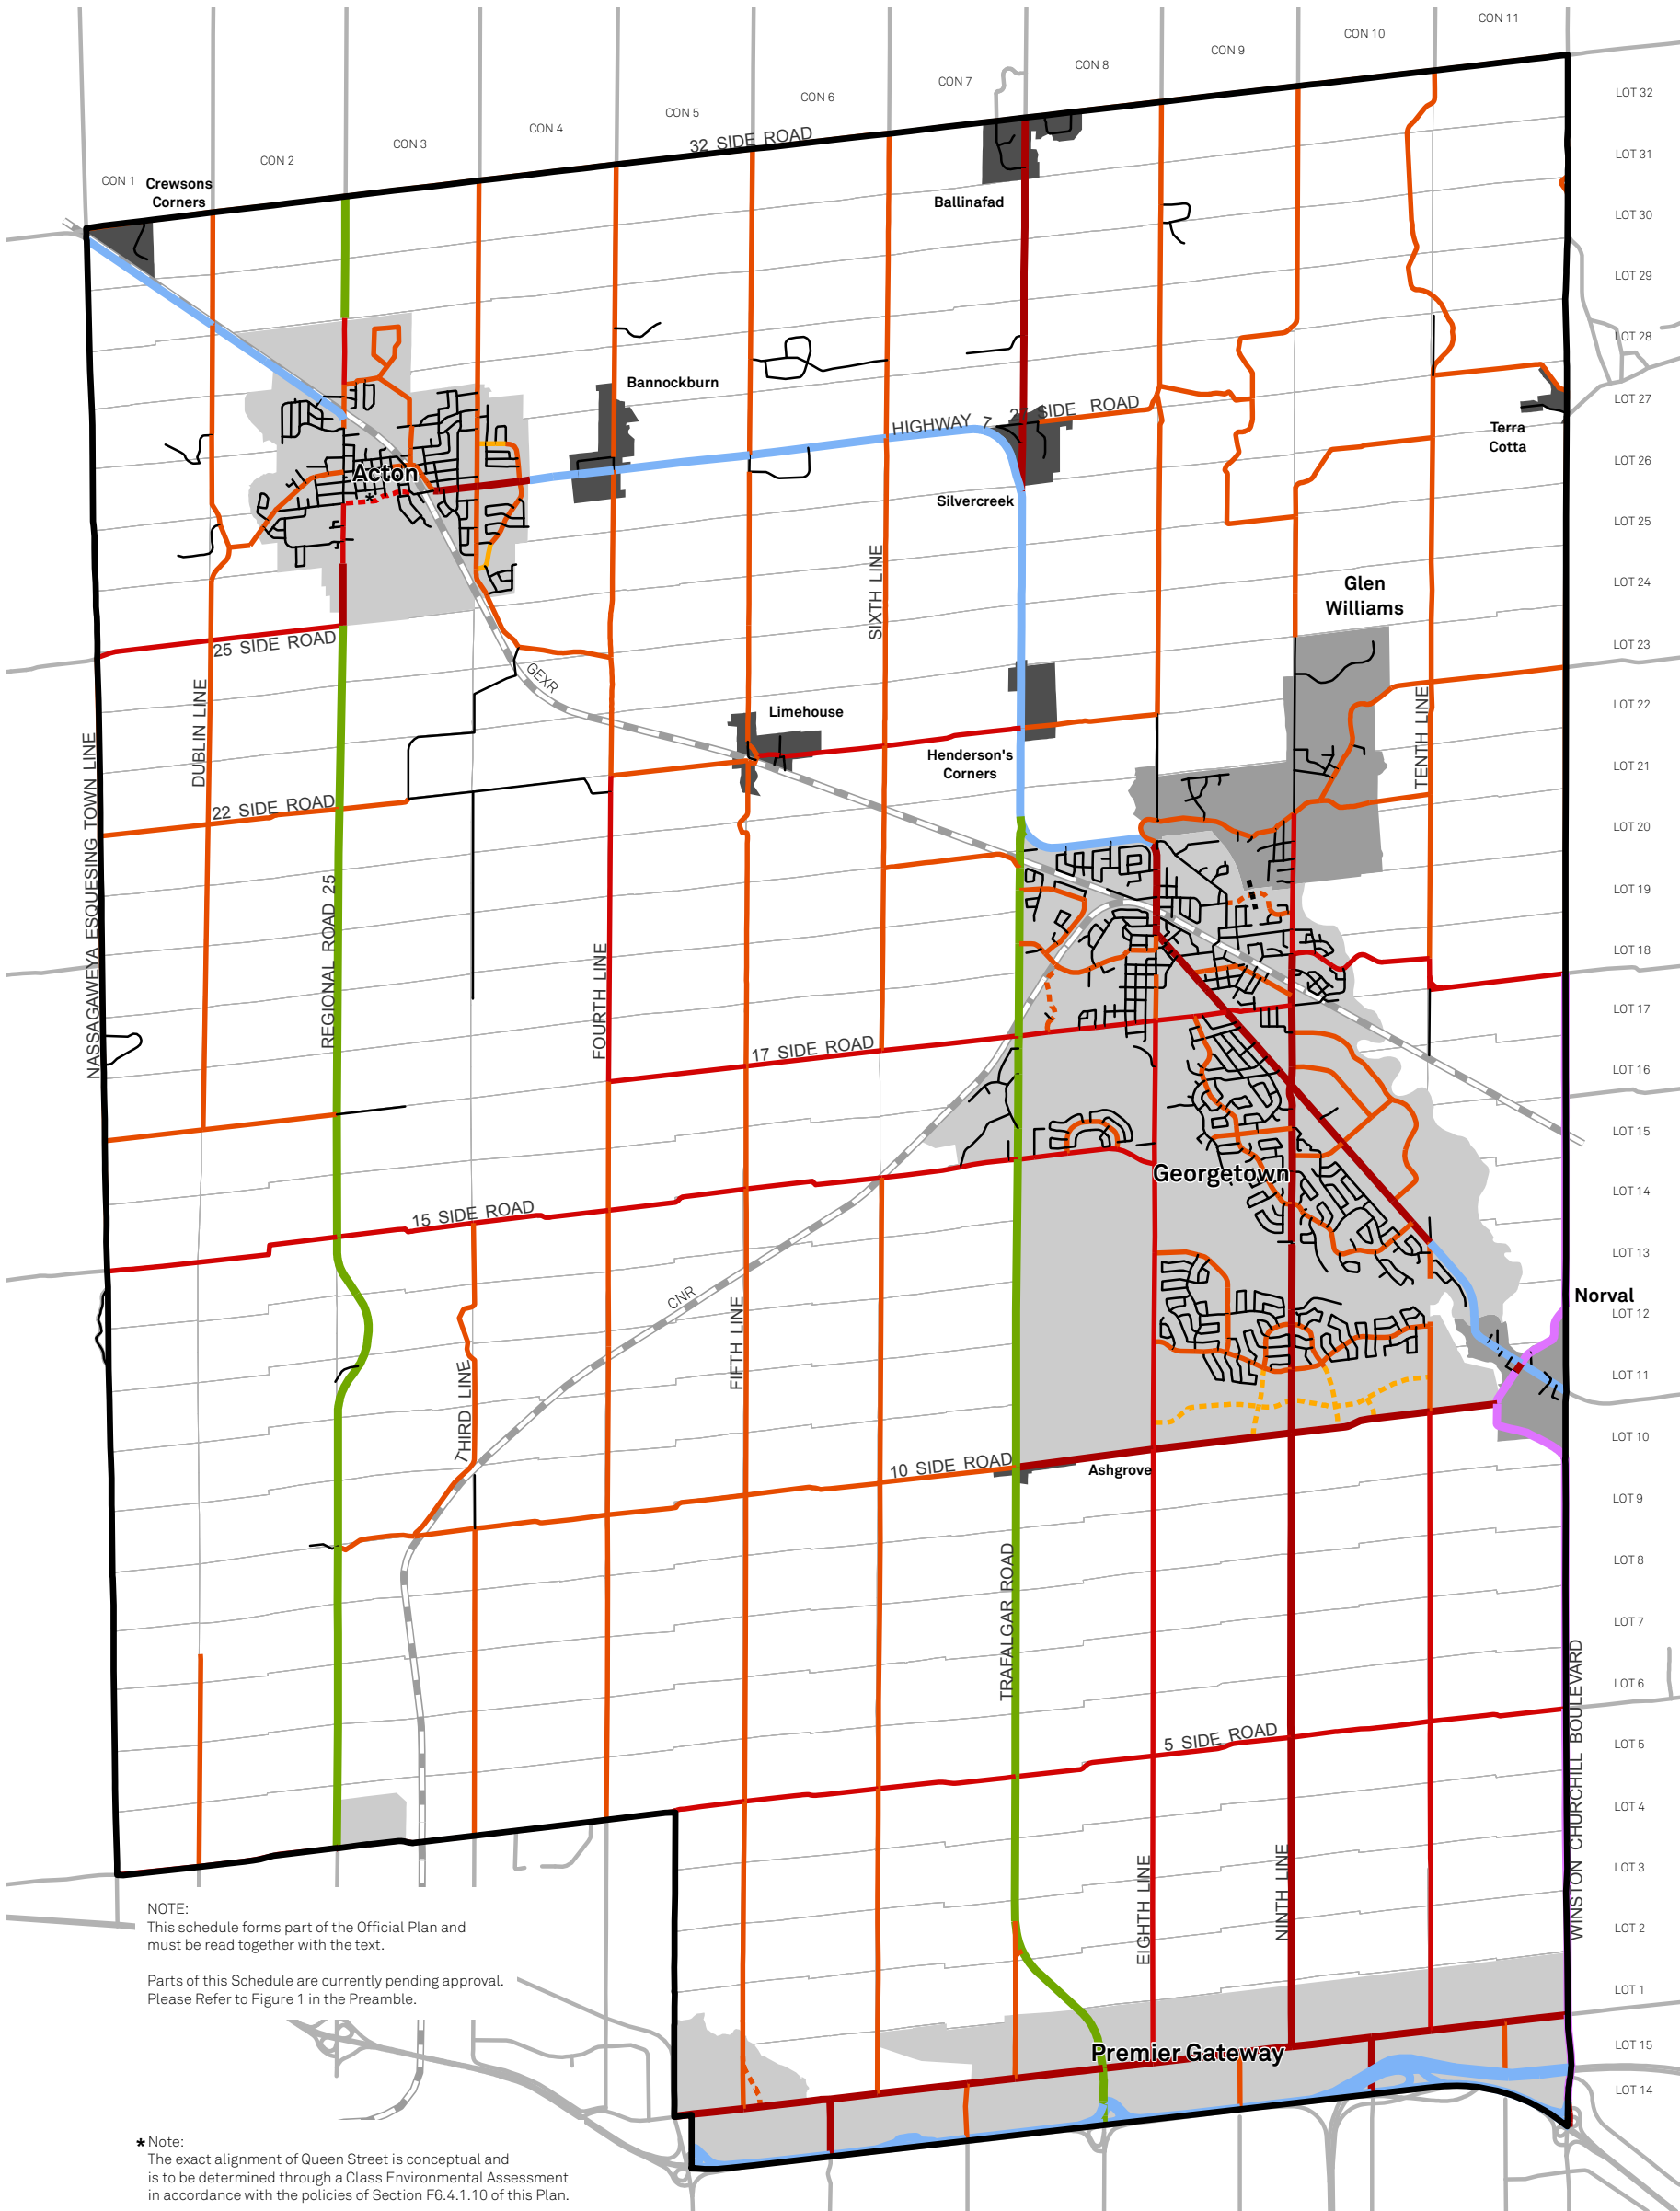 CON 11
CON 10
CON 9
CON 8
CON 7
CON 6
CON 5
CON 4
CON 3
CON 2
CON 1
32 SIDE ROAD
LOT 32
LOT 31
LOT 30
LOT 29
LOT 28
LOT 27
LOT 26
LOT 25
LOT 24
LOT 23
LOT 22
LOT 21
LOT 20
LOT 19
LOT 18
LOT 17
LOT 16
LOT 15
LOT 14
LOT 13
LOT 12
LOT 11
LOT 10
LOT 9
LOT 8
LOT 7
LOT 6
LOT 5
LOT 4
LOT 3
LOT 2
LOT 1
LOT 15
LOT 14
Crewsons
Corners
Ballinafad
Bannockburn
HIGHWAY 7
27 SIDE ROAD
Terra
Cotta
Acton
Silvercreek
SIXTH LINE
Glen
Williams
25 SIDE ROAD
GEXR
DUBLIN LINE
Limehouse
TENTH LINE
Henderson's
Corners
NASSAGAWEYA ESQUESING TOWN LINE
22 SIDE ROAD
REGIONAL ROAD 25
FOURTH LINE
17 SIDE ROAD
Georgetown
15 SIDE ROAD
CNR
FIFTH LINE
Norval
THIRD LINE
10 SIDE ROAD
Ashgrove
TRAFALGAR ROAD
5 SIDE ROAD
WINSTON CHURCHILL BOULEVARD
EIGHTH LINE
NINTH LINE
Premier Gateway
NOTE:
This schedule forms part of the Official Plan and
must be read together with the text.
Parts of this Schedule are currently pending approval.
Please Refer to Figure 1 in the Preamble.
*
* Note:
The exact alignment of Queen Street is conceptual and
is to be determined through a Class Environmental Assessment
in accordance with the policies of Section F6.4.1.10 of this Plan.